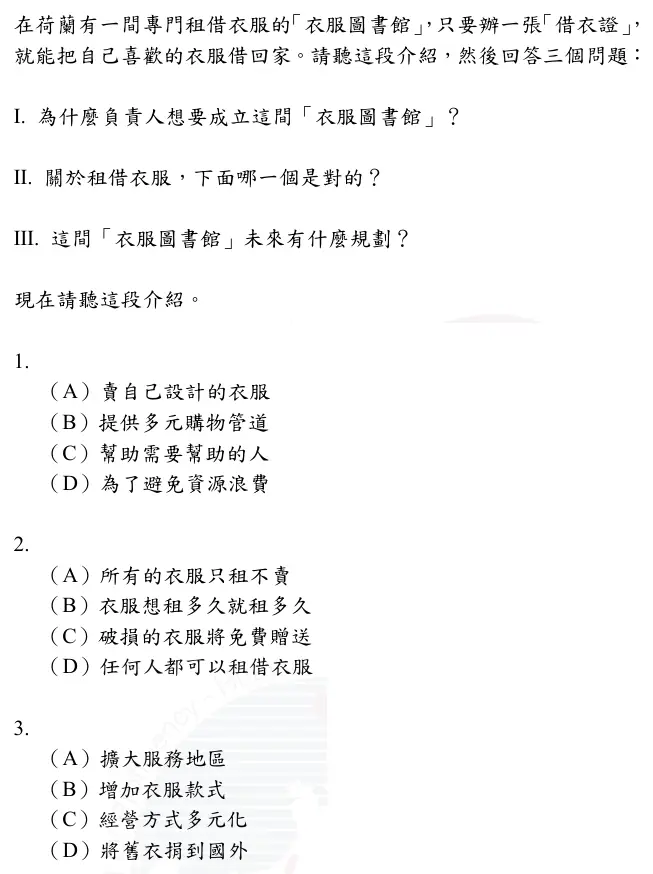 在荷蘭有一間專門租借衣服的「衣服圖書館」，只要辦一張「借衣證」，
就能把自己喜歡的衣服借回家。請聽這段介紹，然後回答三個問題：
I. 為什麼負責人想要成立這間「衣服圖書館」？
II. 關於租借衣服，下面哪一個是對的？
III. 這間「衣服圖書館」未來有什麼規劃？
現在請聽這段介紹。
1.
（A）賣自己設計的衣服
（B）提供多元購物管道
（C）幫助需要幫助的人
（D）為了避免資源浪費
2.
（A）所有的衣服只租不賣
（B）衣服想租多久就租多久
（C）破損的衣服將免費贈送
（D）任何人都可以租借衣服
3.
（A）擴大服務地區
（B）增加衣服款式
（C）經營方式多元化
（D）將舊衣捐到國外